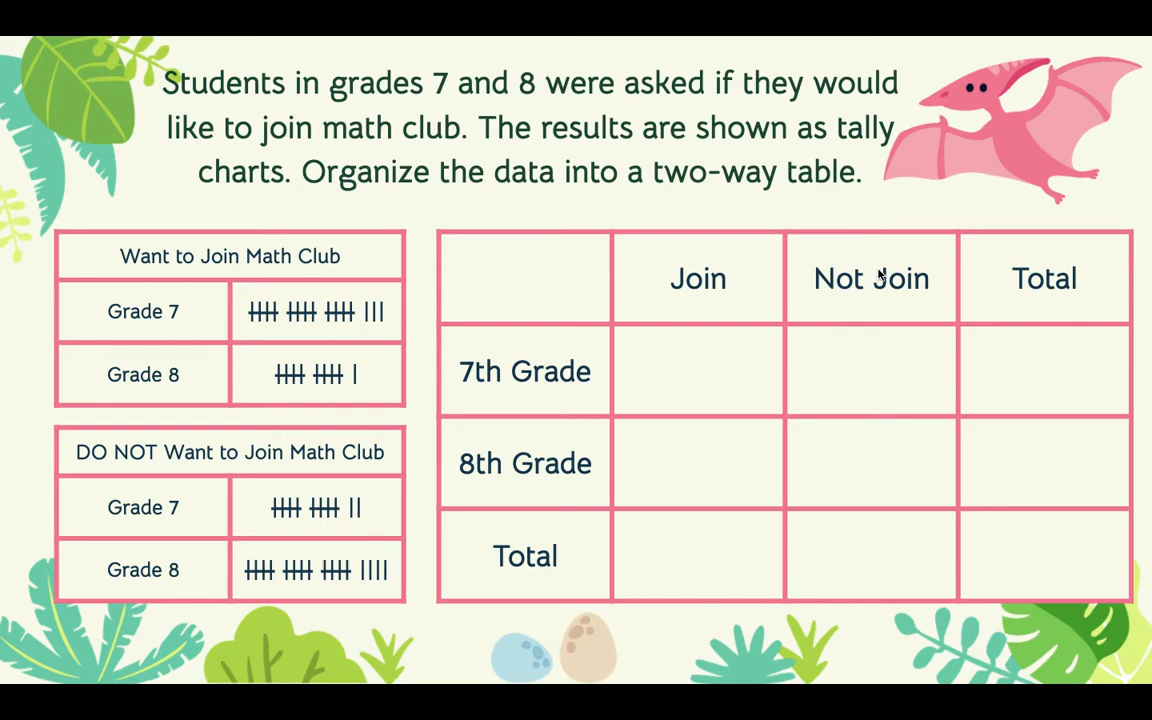 Students in grades 7 and 8 were asked if they would
like to join math club. The results are shown as tally
charts. Organize the data into a two-way table.
Want to Join Math Club
Grade 7
Grade 8
DO NOT Want to Join Math Club
Grade 7
Grade 8
Join Not Join Total
7th Grade
8th Grade
Total